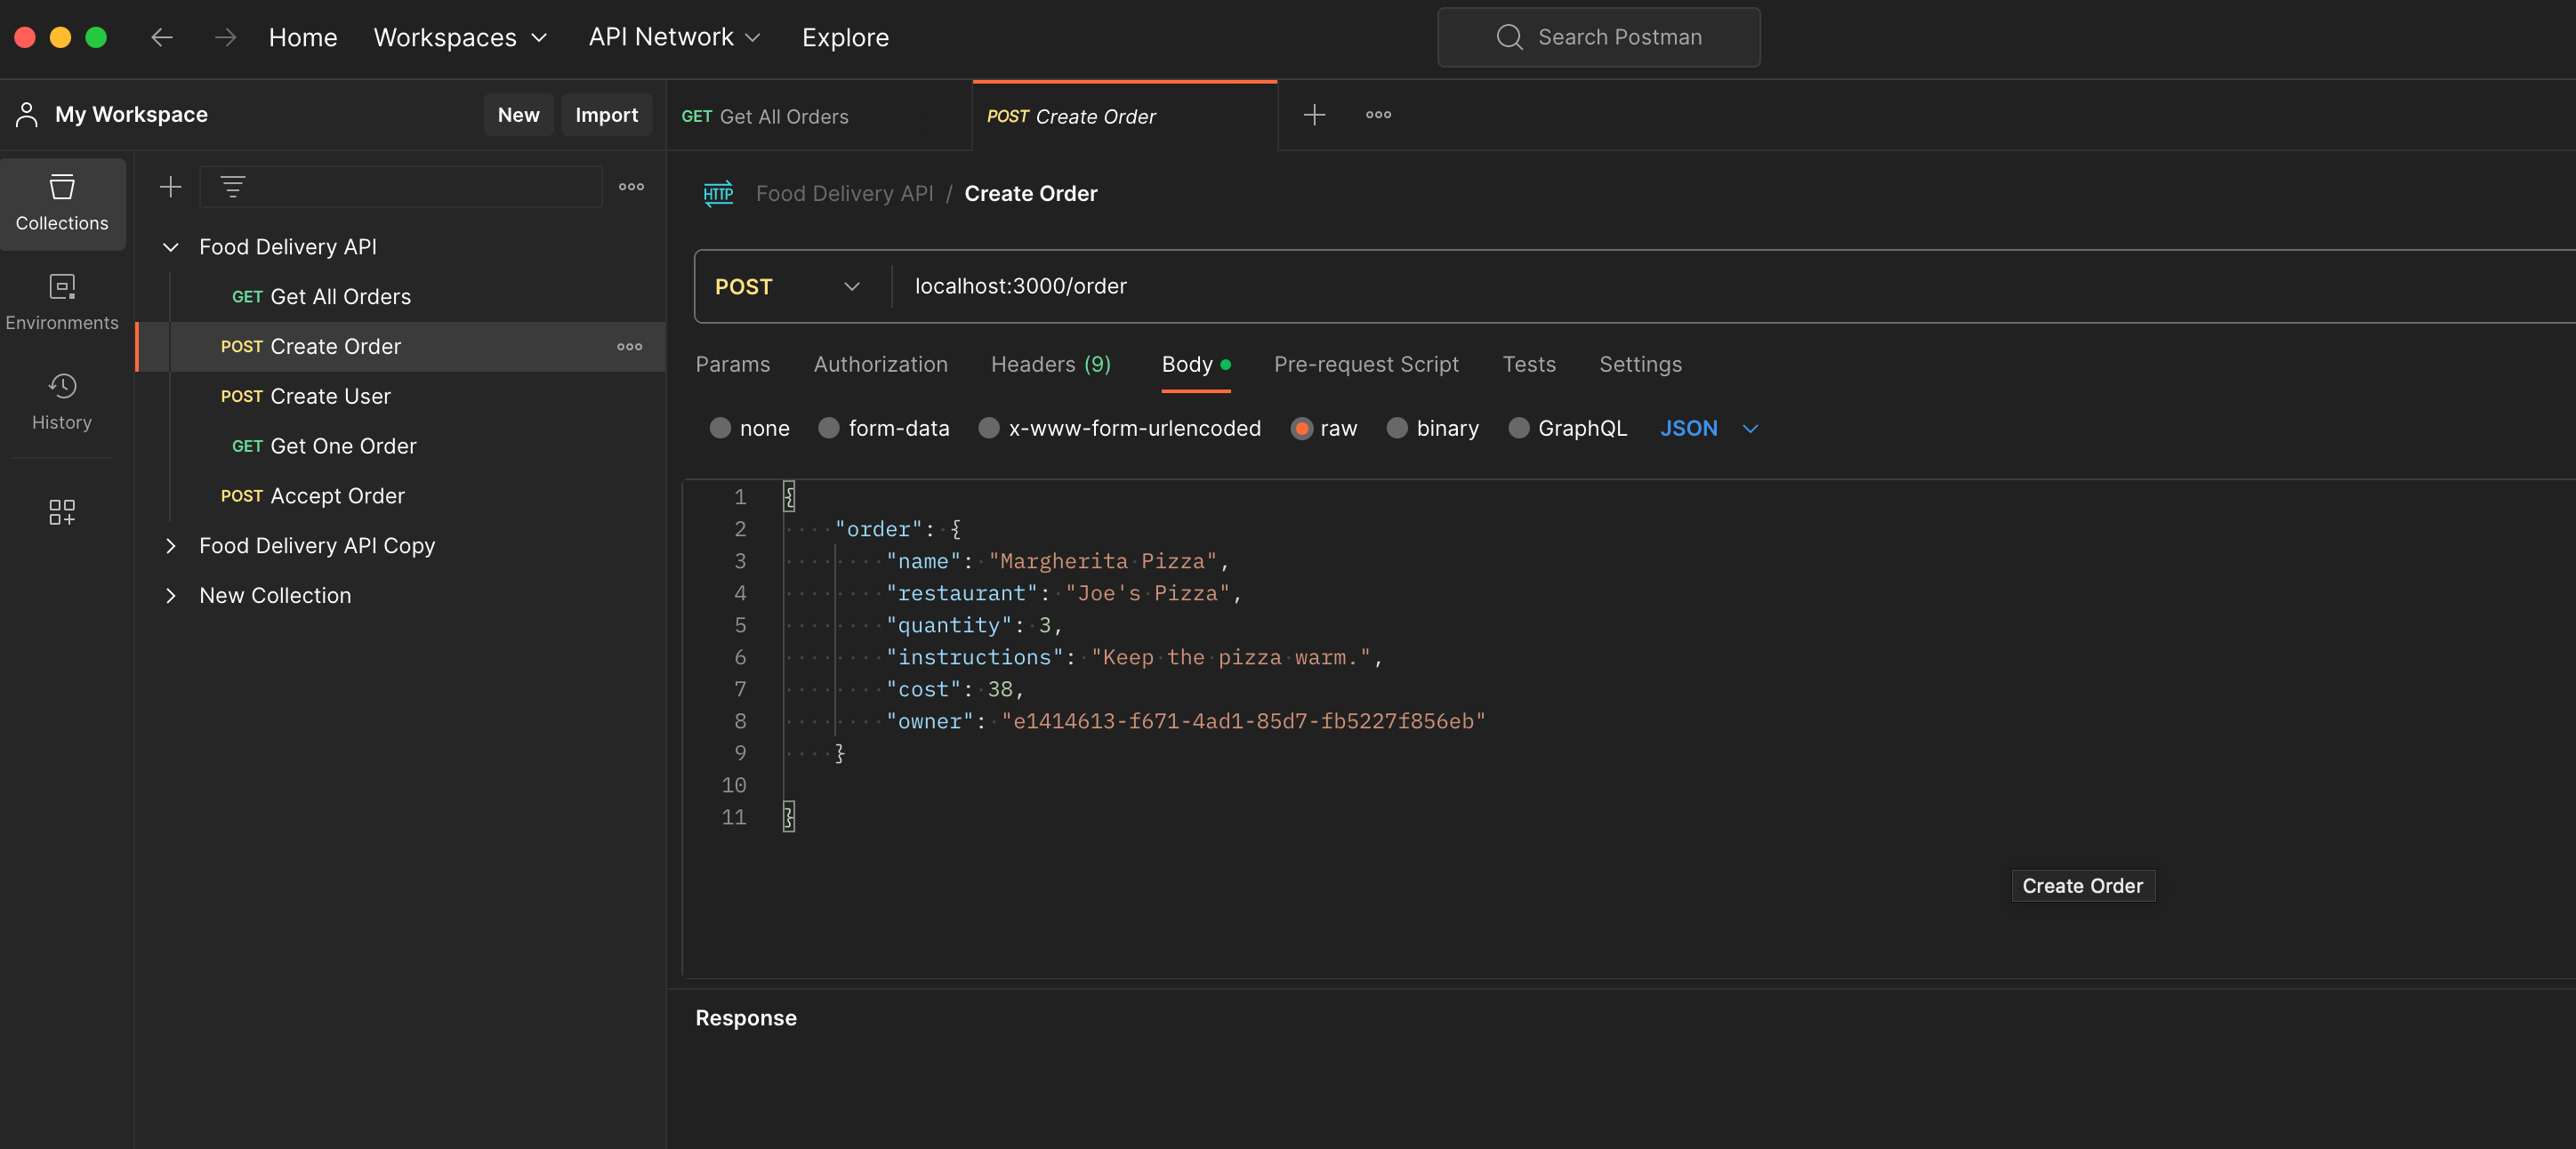 Home Workspaces API Network Explore Search Postman
My Workspace New Import
GET Get All Orders POST Create Order
Collections
Environments
History
Food Delivery API
GET Get All Orders
POST Create Order
POST Create User
GET Get One Order
POST Accept Order
Food Delivery API Copy
New Collection
HTTP Food Delivery API / Create Order
POST localhost:3000/order
Params Authorization Headers (9) Body Pre-request Script Tests Settings
none form-data x-www-form-urlencoded raw binary GraphQL JSON
1 {
2 "order": {
3 "name": "Margherita Pizza",
4 "restaurant": "Joe's Pizza",
5 "quantity": 3,
6 "instructions": "Keep the pizza warm.",
7 "cost": 38,
8 "owner": "e1414613-f671-4ad1-85d7-fb5227f856eb"
9 }
10
11 }
Create Order
Response